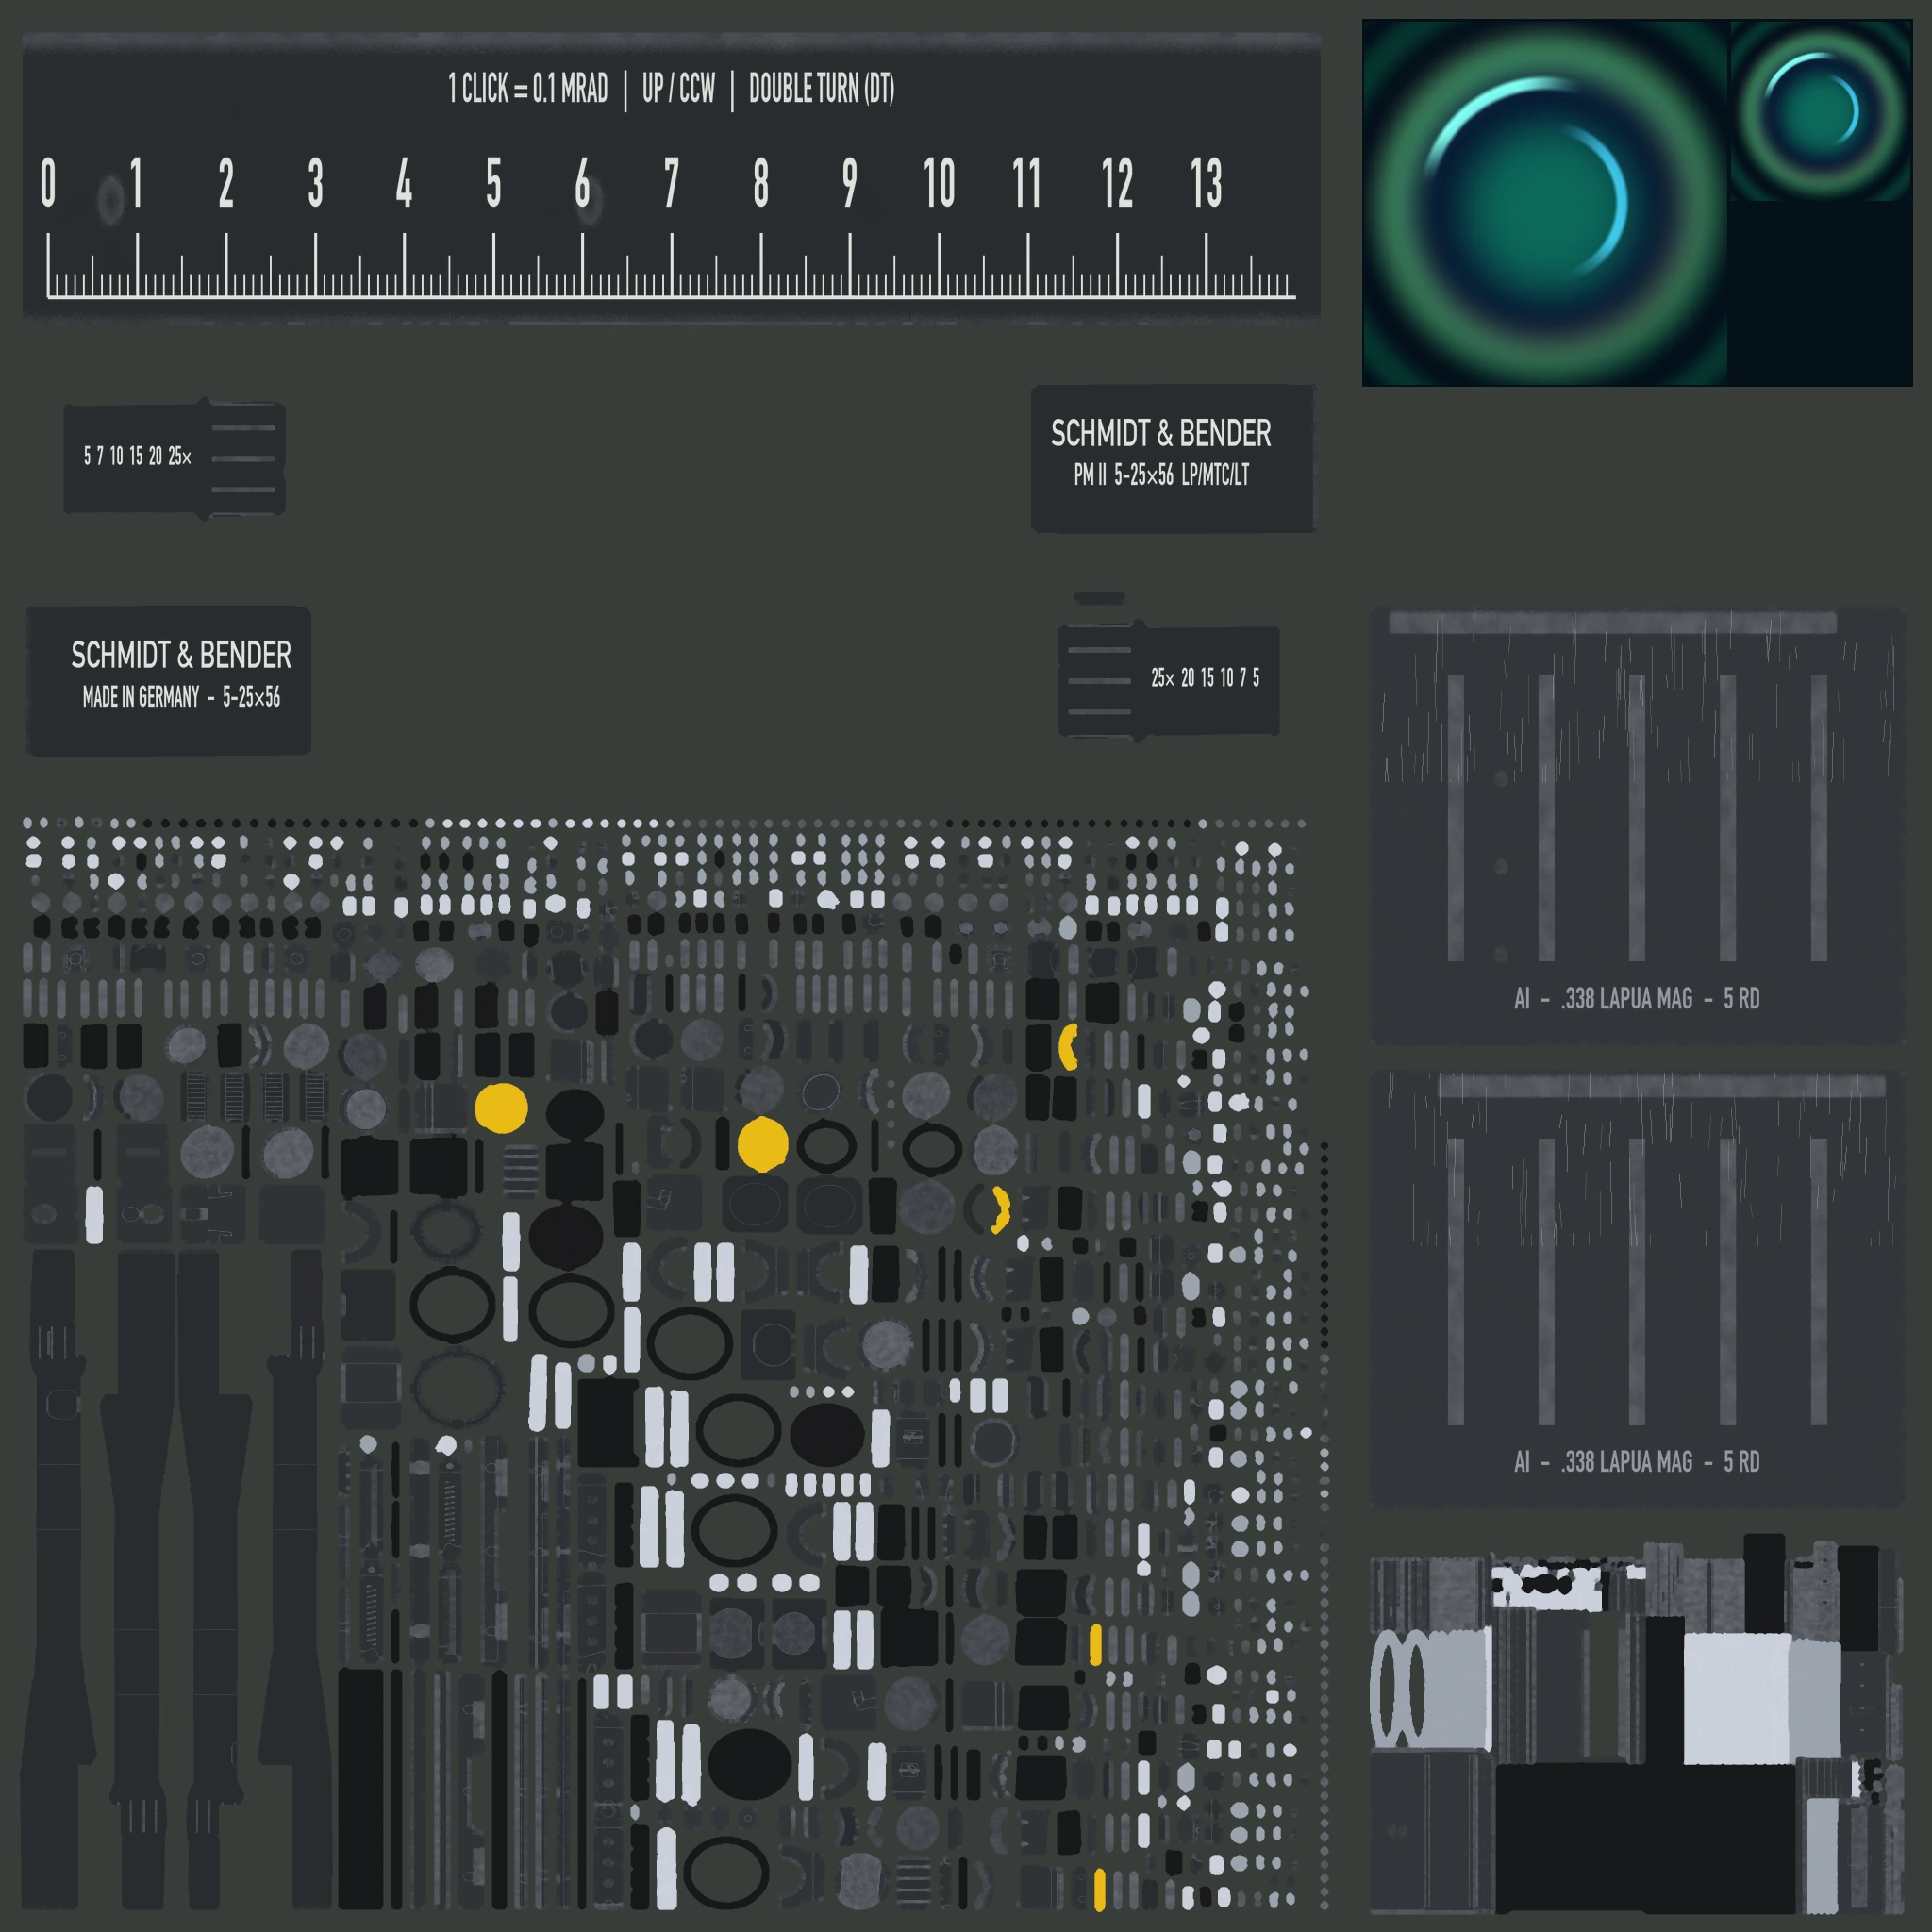 1 CLICK = 0.1 MRAD | UP / CCW | DOUBLE TURN (DT)
0 1 2 3 4 5 6 7 8 9 10 11 12 13
5 7 10 15 20 25×
SCHMIDT & BENDER
PM II 5-25×56 LP/MTC/LT
SCHMIDT & BENDER
MADE IN GERMANY - 5-25×56
25× 20 15 10 7 5
AI - .338 LAPUA MAG - 5 RD
AI - .338 LAPUA MAG - 5 RD